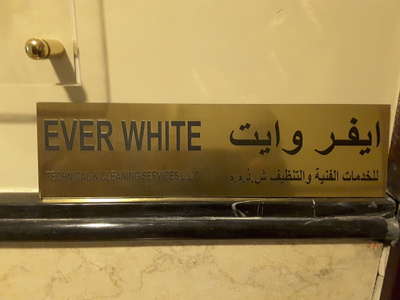 EVER WHITE
ايفر وايت
TECHNICAL & CLEANING SERVICES L.L.C
للخدمات الفنية والتنظيف ش.ذ.م.م